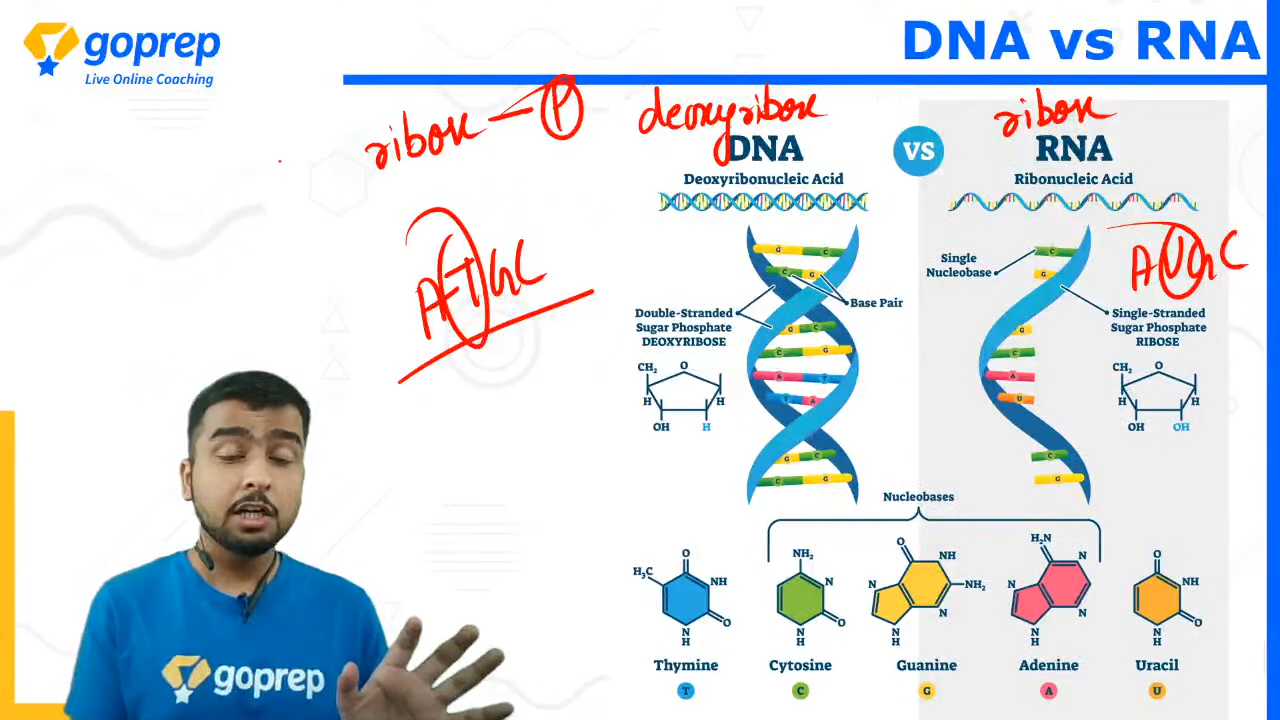 goprep
Live Online Coaching
DNA vs RNA
ribose
P
deoxyribose
ribose
DNA
VS
RNA
Deoxyribonucleic Acid
Ribonucleic Acid
ATGC
AUGC
G C
C G
Single
Nucleobase
C
G
Base Pair
Double-Stranded
Sugar Phosphate
DEOXYRIBOSE
Single-Stranded
Sugar Phosphate
RIBOSE
G C
C G
A T
C A
G
C
A
U
CH₂ O
H H
OH H
CH₂ O
H H
OH OH
G C
C G
C
G
Nucleobases
O
H₃C NH
O
N
H
NH₂
N
O
N
H
O
NH
N NH₂
N
N
H
H₂N
N
N
N
N
H
O
NH
O
N
H
Thymine
Cytosine
Guanine
Adenine
Uracil
T
C
G
A
U
goprep